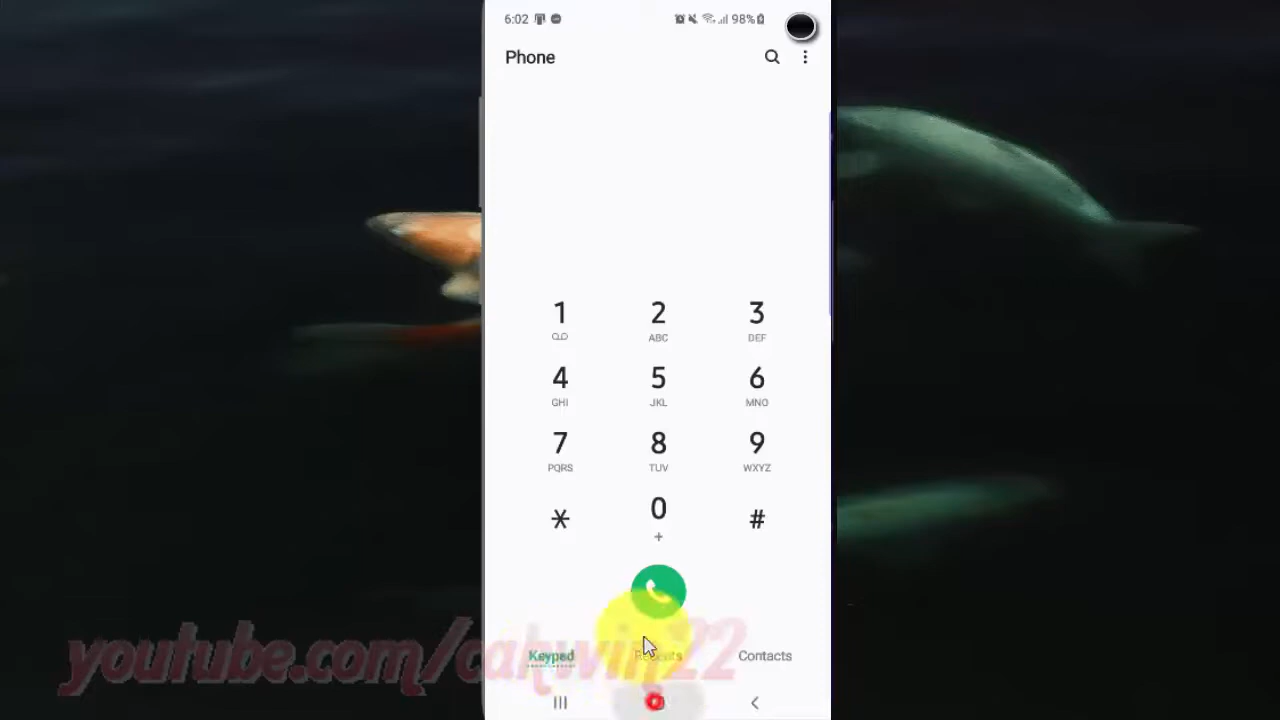 6:02 98%
Phone
1 2 3
ABC DEF
4 5 6
GHI JKL MNO
7 8 9
PQRS TUV WXYZ
* 0 #
+
Keypad Recents Contacts